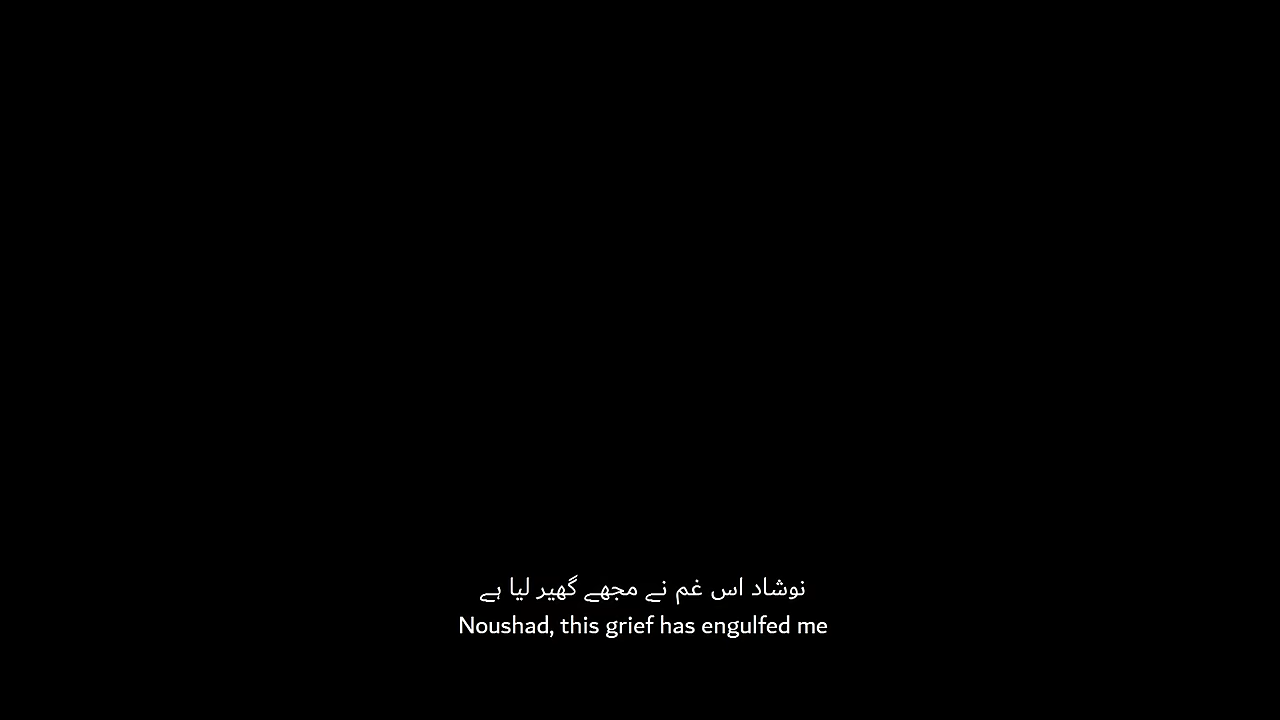 نوشاد اس غم نے مجھے گھیر لیا ہے
Noushad, this grief has engulfed me